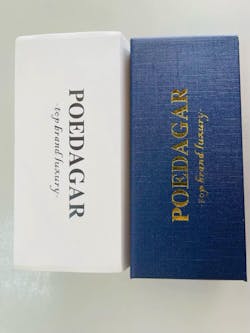 POEDAGAR
-top brand luxury-
POEDAGAR
-top brand luxury-